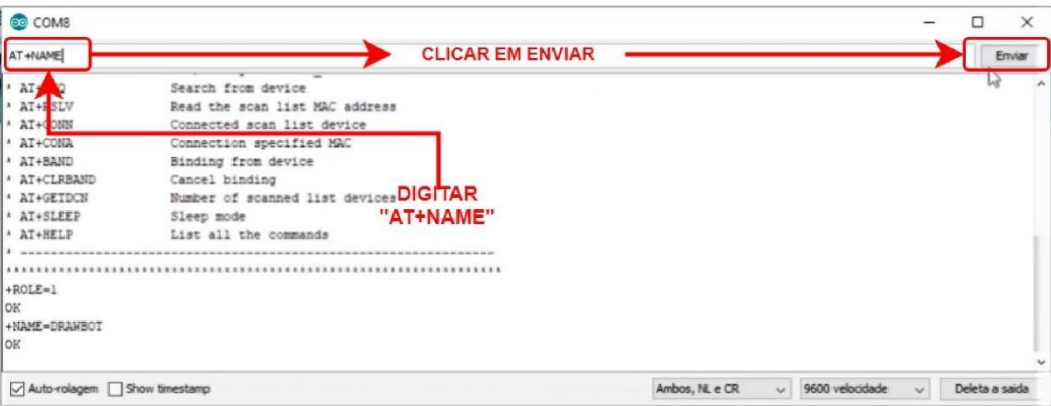 COM8
AT+NAME
CLICAR EM ENVIAR
Enviar
Search from device
* AT+RSLV Read the scan list MAC address
* AT+CONN Connected scan list device
* AT+CONA Connection specified MAC
* AT+BAND Binding from device
* AT+CLRBAND Cancel binding
* AT+GETDCN Number of scanned list devices
* AT+SLEEP Sleep mode
* AT+HELP List all the commands
DIGITAR
"AT+NAME"
+ROLE=1
OK
+NAME=DRAWBOT
OK
Auto-rolagem Show timestamp Ambos, NL e CR 9600 velocidade Deleta a saida